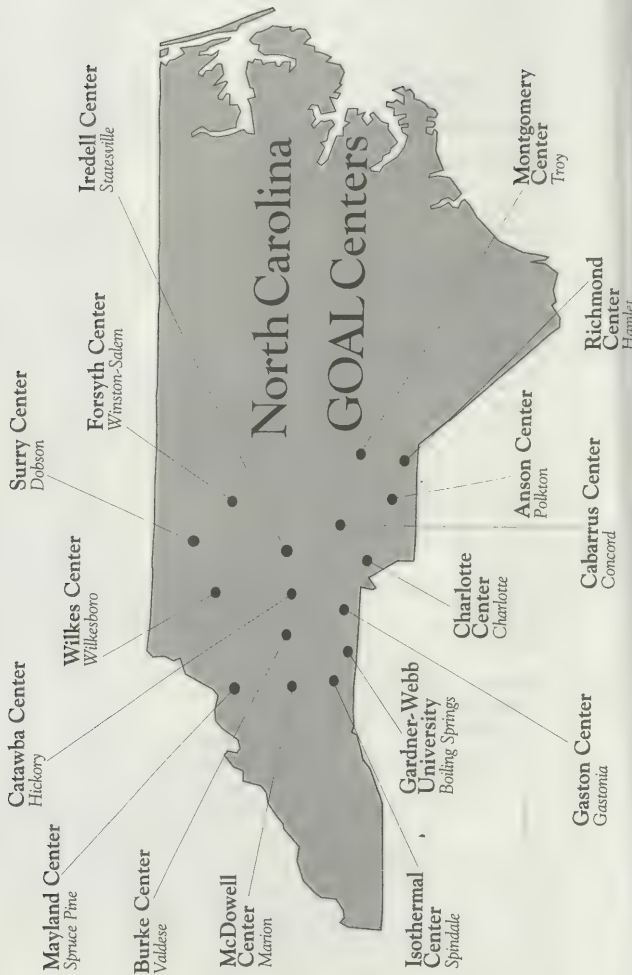 North Carolina
GOAL Centers
Mayland Center
Spruce Pine
Catawba Center
Hickory
Wilkes Center
Wilkesboro
Surry Center
Dobson
Forsyth Center
Winston-Salem
Iredell Center
Statesville
Burke Center
Valdese
McDowell
Center
Marion
Isothermal
Center
Spindale
Gardner-Webb
University
Boiling Springs
Gaston Center
Gastonia
Charlotte
Center
Charlotte
Cabarrus Center
Concord
Anson Center
Polkton
Richmond
Center
Hamlet
Montgomery
Center
Troy